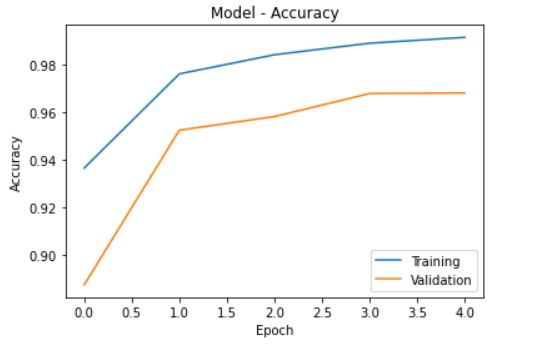 Model - Accuracy
0.98
0.96
0.94
0.92
0.90
Accuracy
Training
Validation
0.0 0.5 1.0 1.5 2.0 2.5 3.0 3.5 4.0
Epoch